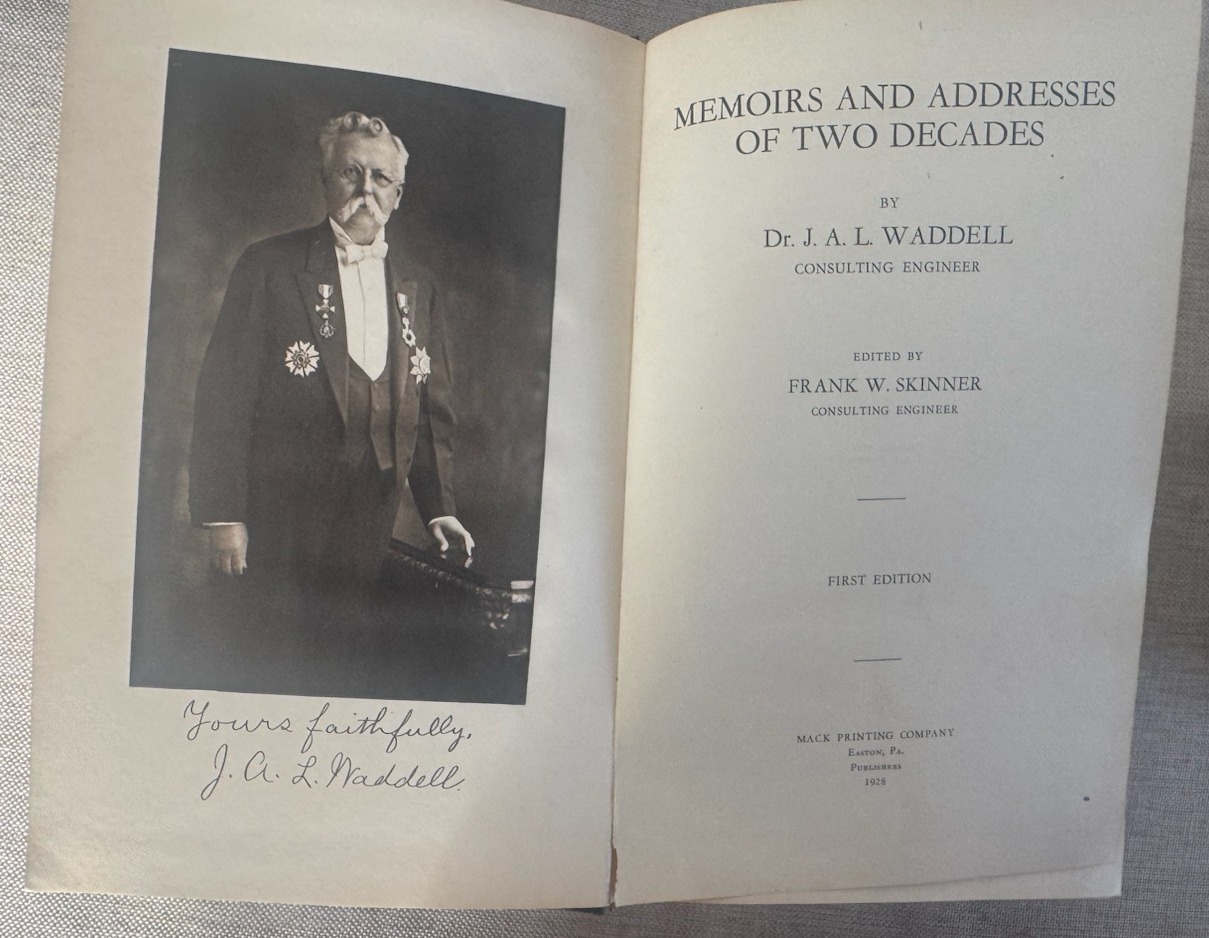 Yours faithfully,
J. A. L. Waddell.
MEMOIRS AND ADDRESSES
OF TWO DECADES
BY
Dr. J. A. L. WADDELL
CONSULTING ENGINEER
EDITED BY
FRANK W. SKINNER
CONSULTING ENGINEER
FIRST EDITION
MACK PRINTING COMPANY
EASTON, PA.
PUBLISHERS
1928